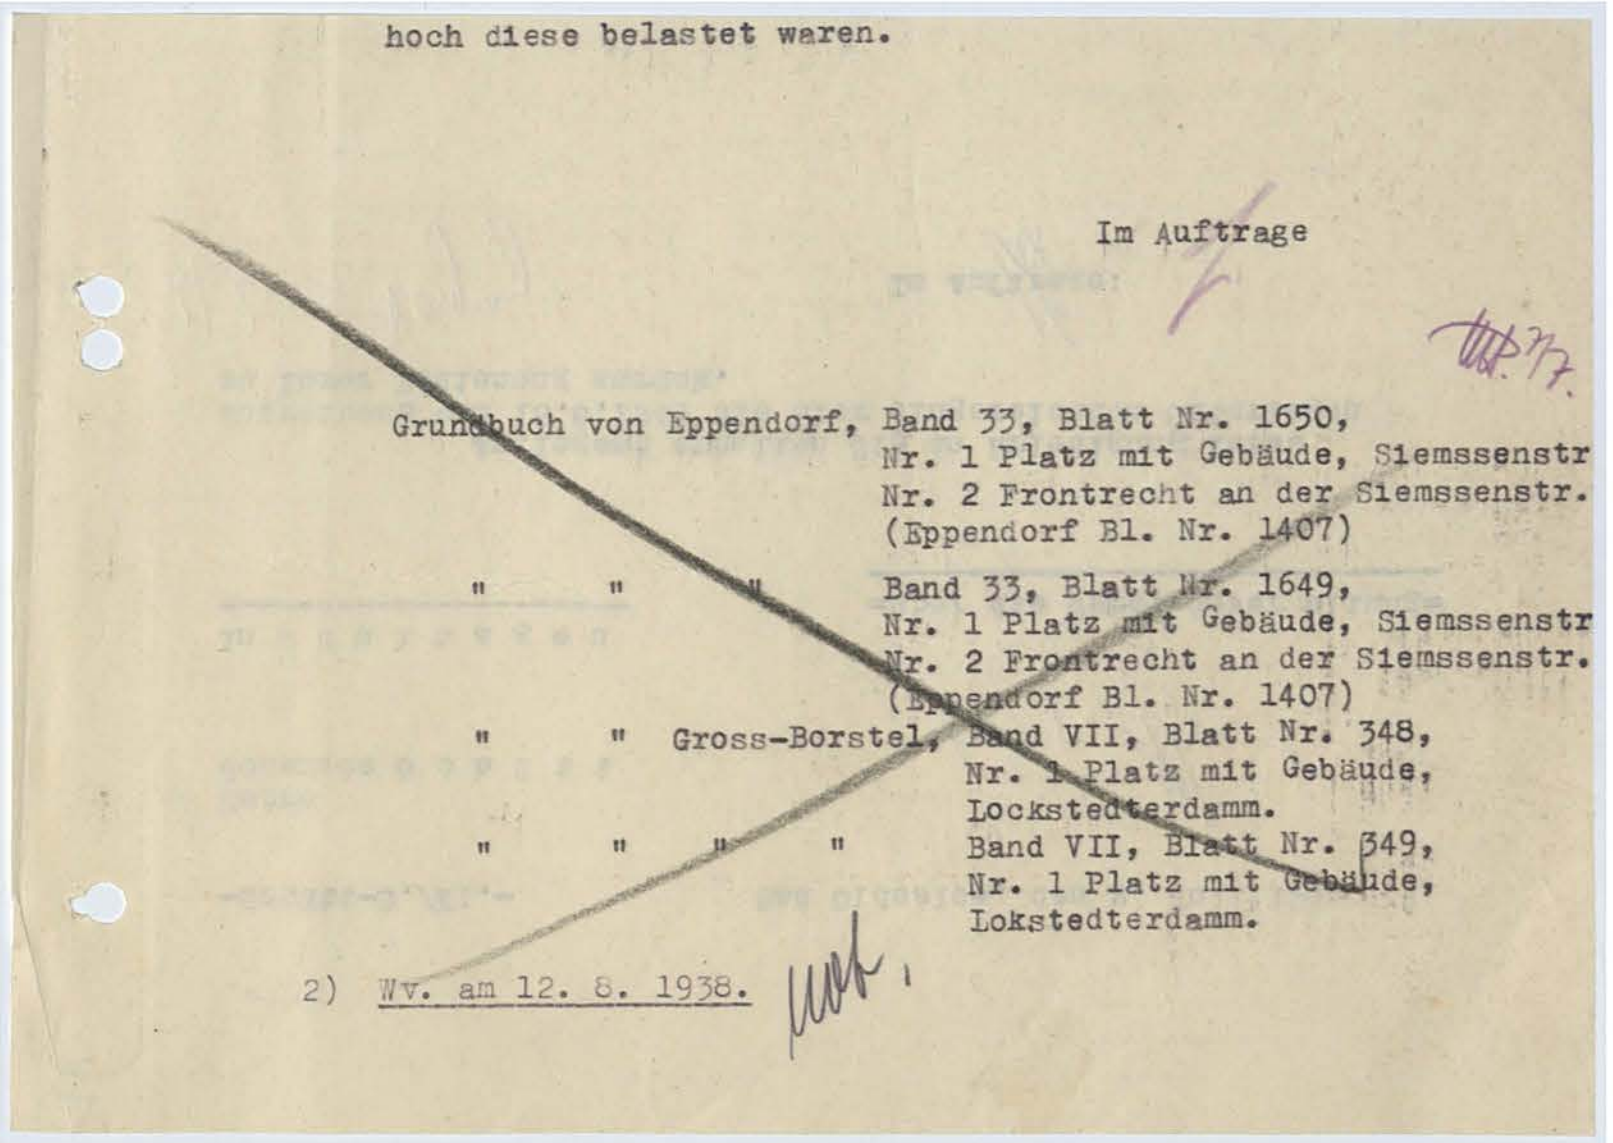 hoch diese belastet waren.
Im Auftrage
Grundbuch von Eppendorf, Band 33, Blatt Nr. 1650,
Nr. 1 Platz mit Gebäude, Siemssenstr
Nr. 2 Frontrecht an der Siemssenstr.
(Eppendorf Bl. Nr. 1407)
" " " Band 33, Blatt Nr. 1649,
Nr. 1 Platz mit Gebäude, Siemssenstr
Nr. 2 Frontrecht an der Siemssenstr.
(Eppendorf Bl. Nr. 1407)
" " Gross-Borstel, Band VII, Blatt Nr. 348,
Nr. 1 Platz mit Gebäude,
Lockstedterdamm.
" " " " Band VII, Blatt Nr. 349,
Nr. 1 Platz mit Gebäude,
Lokstedterdamm.
2) Wv. am 12. 8. 1938.